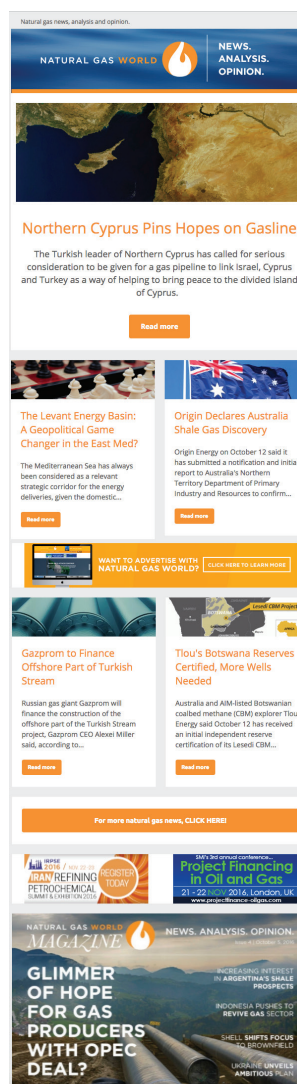 Natural gas news, analysis and opinion.
NATURAL GAS WORLD
NEWS.
ANALYSIS.
OPINION.
Northern Cyprus Pins Hopes on Gasline
The Turkish leader of Northern Cyprus has called for serious
consideration to be given for a gas pipeline to link Israel, Cyprus
and Turkey as a way of helping to bring peace to the divided island
of Cyprus.
Read more
The Levant Energy Basin:
A Geopolitical Game
Changer in the East Med?
The Mediterranean Sea has always
been considered as a relevant
strategic corridor for the energy
deliveries, given the domestic...
Read more
Origin Declares Australia
Shale Gas Discovery
Origin Energy on October 12 said it
has submitted a notification and initial
report to Australia's Northern
Territory Department of Primary
Industry and Resources to confirm...
Read more
WANT TO ADVERTISE WITH
NATURAL GAS WORLD?
CLICK HERE TO LEARN MORE
Lesedi CBM Project
BOTSWANA
Gazprom to Finance
Offshore Part of Turkish
Stream
Russian gas giant Gazprom will
finance the construction of the
offshore part of the Turkish Stream
project, Gazprom CEO Alexei Miller
said, according to...
Read more
Tlou's Botswana Reserves
Certified, More Wells
Needed
Australia and AIM-listed Botswanian
coalbed methane (CBM) explorer Tlou
Energy said October 12 has received
an initial independent reserve
certification of its Lesedi CBM...
Read more
For more natural gas news, CLICK HERE!
IRPSE
2016
IRAN REFINING
PETROCHEMICAL
SUMMIT & EXHIBITION 2016
REGISTER
TODAY
SMi's 3rd annual conference...
Project Financing
in Oil and Gas
21 - 22 NOV 2016, London, UK
www.projectfinance-oilgas.com
NATURAL GAS WORLD
MAGAZINE
NEWS. ANALYSIS. OPINION.
GLIMMER
OF HOPE
FOR GAS
PRODUCERS
WITH OPEC
DEAL?
INCREASING INTEREST
IN ARGENTINA'S SHALE
PROSPECTS
INDONESIA PUSHES TO
REVIVE GAS SECTOR
SHELL SHIFTS FOCUS
TO BROWNFIELD
UKRAINE UNVEILS
AMBITIOUS PLAN